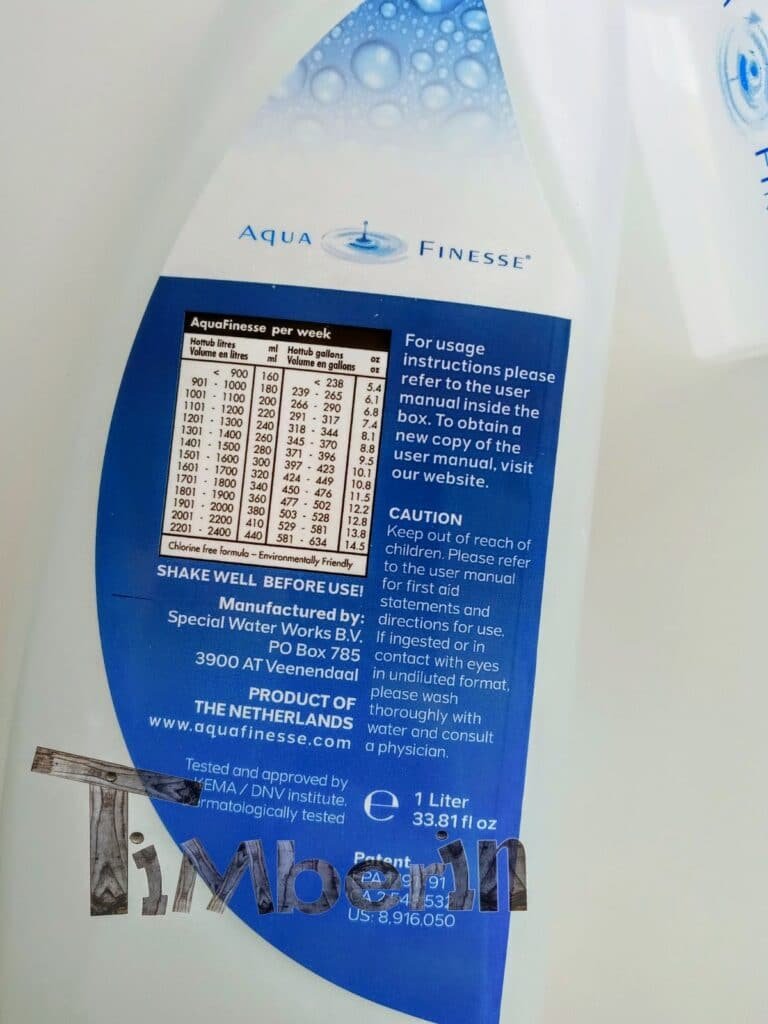 AQUA FINESSE®
AquaFinesse per week
Hottub litres ml Hottub gallons oz
Volume en litres ml Volume en gallons oz
< 900 160 < 238 5.4
901 - 1000 180 239 - 265 6.1
1001 - 1100 200 266 - 290 6.8
1101 - 1200 220 291 - 317 7.4
1201 - 1300 240 318 - 344 8.1
1301 - 1400 260 345 - 370 8.8
1401 - 1500 280 371 - 396 9.5
1501 - 1600 300 397 - 423 10.1
1601 - 1700 320 424 - 449 10.8
1701 - 1800 340 450 - 476 11.5
1801 - 1900 360 477 - 502 12.2
1901 - 2000 380 503 - 528 12.8
2001 - 2200 410 529 - 581 13.8
2201 - 2400 440 581 - 634 14.5
Chlorine free formula – Environmentally Friendly
SHAKE WELL BEFORE USE!
Manufactured by:
Special Water Works B.V.
PO Box 785
3900 AT Veenendaal
PRODUCT OF
THE NETHERLANDS
www.aquafinesse.com
Tested and approved by
KEMA / DNV institute.
tested
For usage
instructions please
refer to the user
manual inside the
box. To obtain a
new copy of the
user manual, visit
our website.
CAUTION
Keep out of reach of
children. Please refer
to the user manual
for first aid
statements and
directions for use.
If ingested or in
contact with eyes
in undiluted format,
please wash
thoroughly with
water and consult
a physician.
e 1 Liter
33.81 fl oz
Patent
US: 8,916,050
Timberin